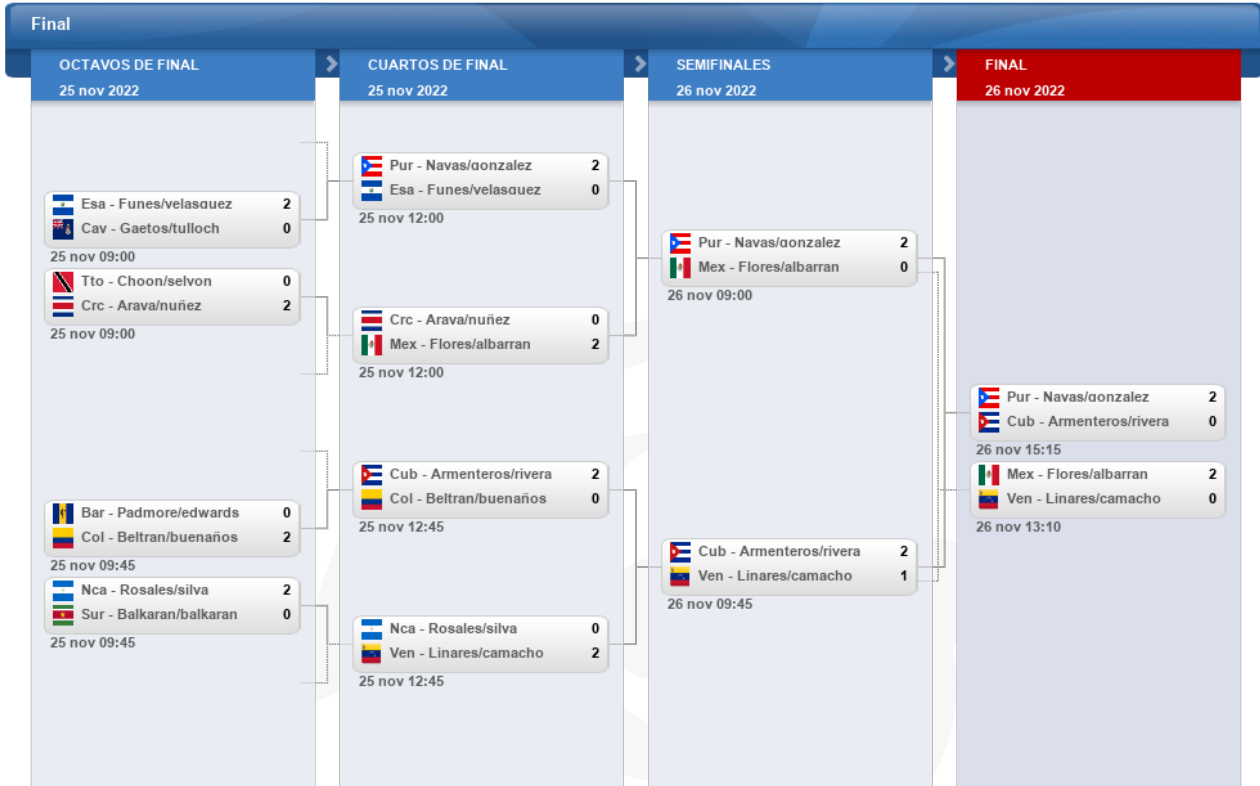 Final
OCTAVOS DE FINAL
25 nov 2022
Esa - Funes/velasquez 2
Cav - Gaetos/tulloch 0
25 nov 09:00
Tto - Choon/selvon 0
Crc - Araya/nuñez 2
25 nov 09:00
Bar - Padmore/edwards 0
Col - Beltran/buenaños 2
25 nov 09:45
Nca - Rosales/silva 2
Sur - Balkaran/balkaran 0
25 nov 09:45
CUARTOS DE FINAL
25 nov 2022
Pur - Navas/gonzalez 2
Esa - Funes/velasquez 0
25 nov 12:00
Crc - Araya/nuñez 0
Mex - Flores/albarran 2
25 nov 12:00
Cub - Armenteros/rivera 2
Col - Beltran/buenaños 0
25 nov 12:45
Nca - Rosales/silva 0
Ven - Linares/camacho 2
25 nov 12:45
SEMIFINALES
26 nov 2022
Pur - Navas/gonzalez 2
Mex - Flores/albarran 0
26 nov 09:00
Cub - Armenteros/rivera 2
Ven - Linares/camacho 1
26 nov 09:45
FINAL
26 nov 2022
Pur - Navas/gonzalez 2
Cub - Armenteros/rivera 0
26 nov 15:15
Mex - Flores/albarran 2
Ven - Linares/camacho 0
26 nov 13:10